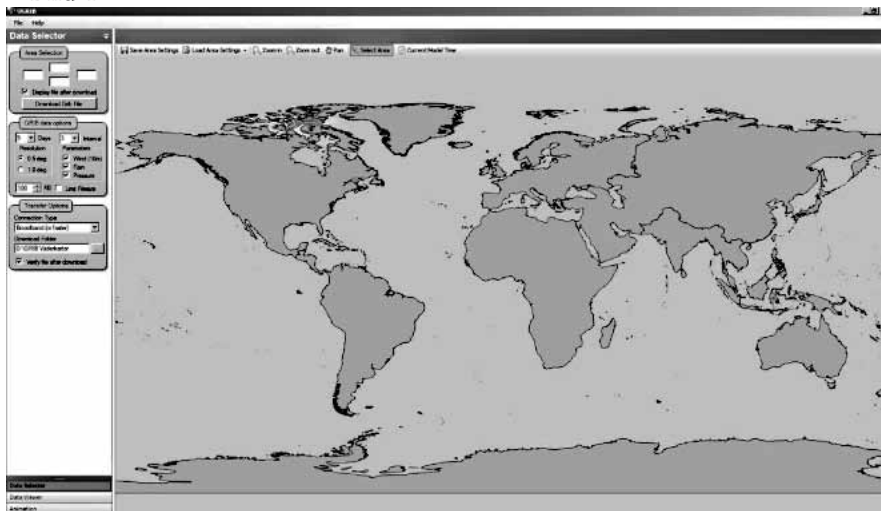 File Help
Data Selector
Save Area Settings Load Area Settings Zoom in Zoom out Pan Select Area Current Model Time
Area Selector
Display file after download
Download Grib File
GRIB data options
Days Interval
Resolution Parameters
0.5 deg
1.0 deg
Rain
Pressure
Transfer Options
Connection Type
Broadband (or faster)
Download Folder
Verify file after download
Data Selector
Data Viewer
Animation